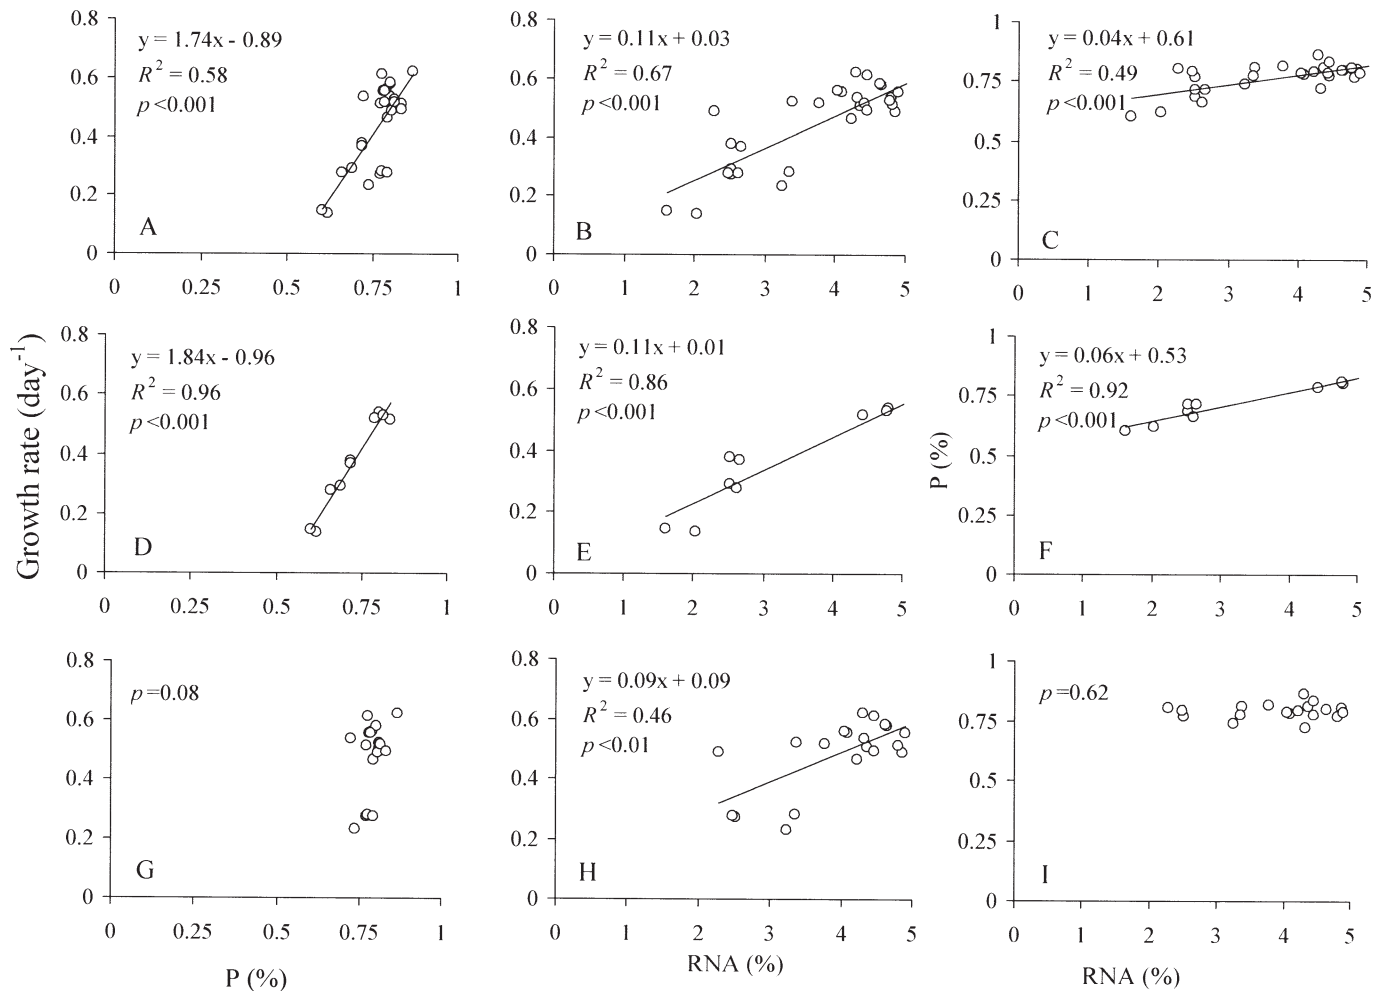 0.8
0.6
0.4
0.2
0
y = 1.74x - 0.89
R² = 0.58
p <0.001
A
0 0.25 0.5 0.75 1
0.8
0.6
0.4
0.2
0
y = 0.11x + 0.03
R² = 0.67
p <0.001
B
0 1 2 3 4 5
1
0.75
0.5
0.25
0
y = 0.04x + 0.61
R² = 0.49
p <0.001
C
0 1 2 3 4 5
Growth rate (day⁻¹)
0.8
0.6
0.4
0.2
0
y = 1.84x - 0.96
R² = 0.96
p <0.001
D
0 0.25 0.5 0.75 1
0.8
0.6
0.4
0.2
0
y = 0.11x + 0.01
R² = 0.86
p <0.001
E
0 1 2 3 4 5
P (%)
1
0.75
0.5
0.25
0
y = 0.06x + 0.53
R² = 0.92
p <0.001
F
0 1 2 3 4 5
0.8
0.6
0.4
0.2
0
p=0.08
G
0 0.25 0.5 0.75 1
P (%)
0.8
0.6
0.4
0.2
0
y = 0.09x + 0.09
R² = 0.46
p <0.01
H
0 1 2 3 4 5
RNA (%)
1
0.75
0.5
0.25
0
p=0.62
I
0 1 2 3 4 5
RNA (%)